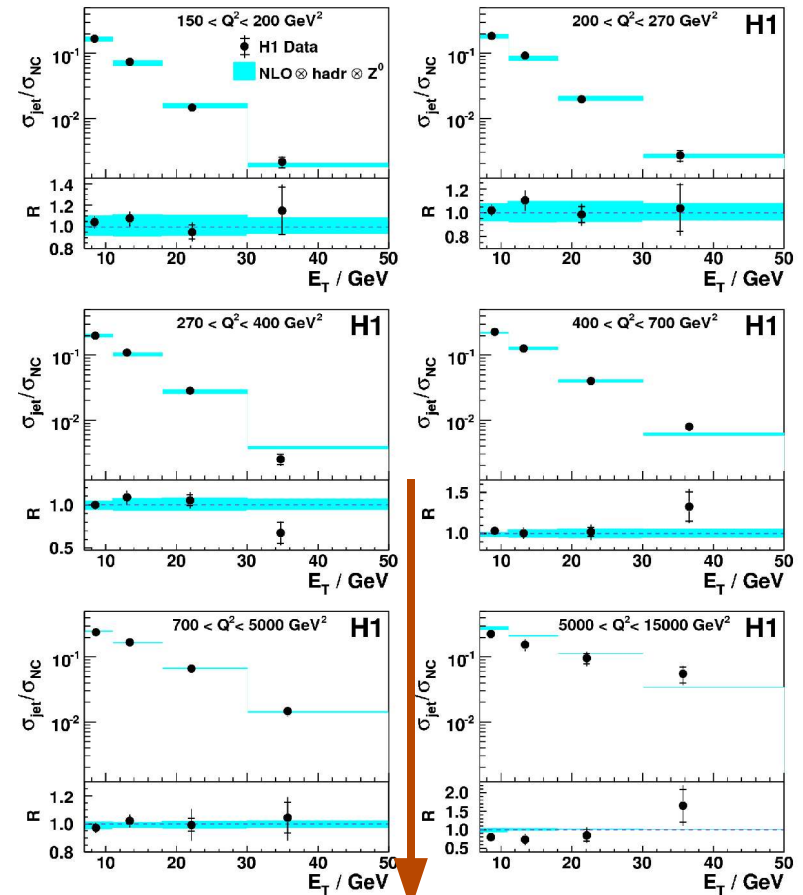 150 < Q² < 200 GeV²
H1 Data
NLO ⊗ hadr ⊗ Z⁰
σjet/σNC
10⁻¹
10⁻²
R
1.4
1.2
1.0
0.8
10 20 30 40 50
E_T / GeV
200 < Q² < 270 GeV²
H1
σjet/σNC
10⁻¹
10⁻²
R
1.2
1.0
0.8
10 20 30 40 50
E_T / GeV
270 < Q² < 400 GeV²
H1
σjet/σNC
10⁻¹
10⁻²
R
1.0
0.5
10 20 30 40 50
E_T / GeV
400 < Q² < 700 GeV²
H1
σjet/σNC
10⁻¹
10⁻²
R
1.5
1.0
10 20 30 40 50
E_T / GeV
700 < Q² < 5000 GeV²
H1
σjet/σNC
10⁻¹
10⁻²
R
1.2
1.0
0.8
10 20 30 40 50
E_T / GeV
5000 < Q² < 15000 GeV²
H1
σjet/σNC
10⁻¹
10⁻²
R
2.0
1.5
1.0
0.5
10 20 30 40 50
E_T / GeV